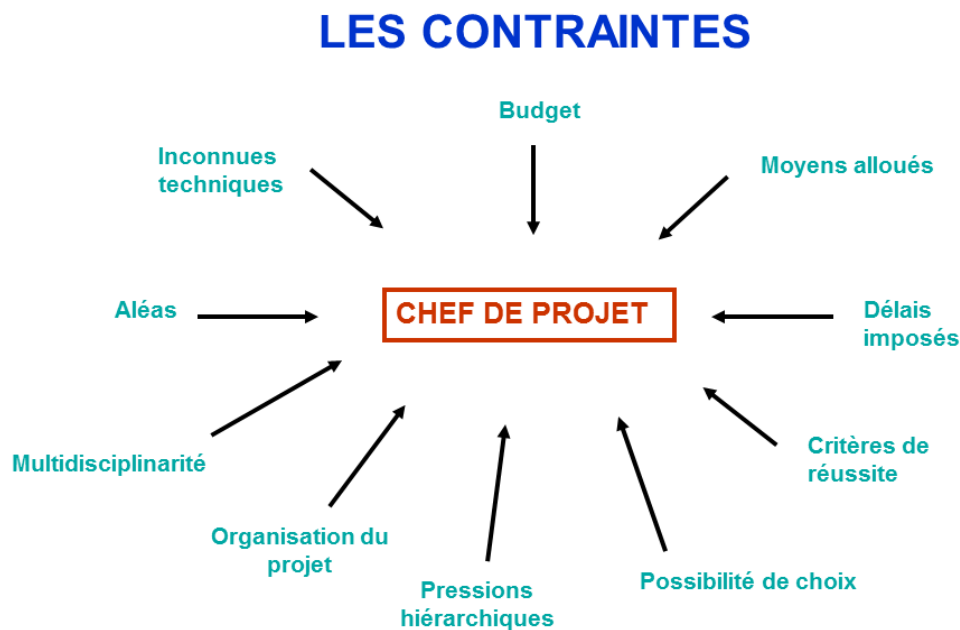 LES CONTRAINTES
Budget
Inconnues
techniques
Moyens alloués
Aléas
CHEF DE PROJET
Délais
imposés
Multidisciplinarité
Critères de
réussite
Organisation du
projet
Pressions
hiérarchiques
Possibilité de choix